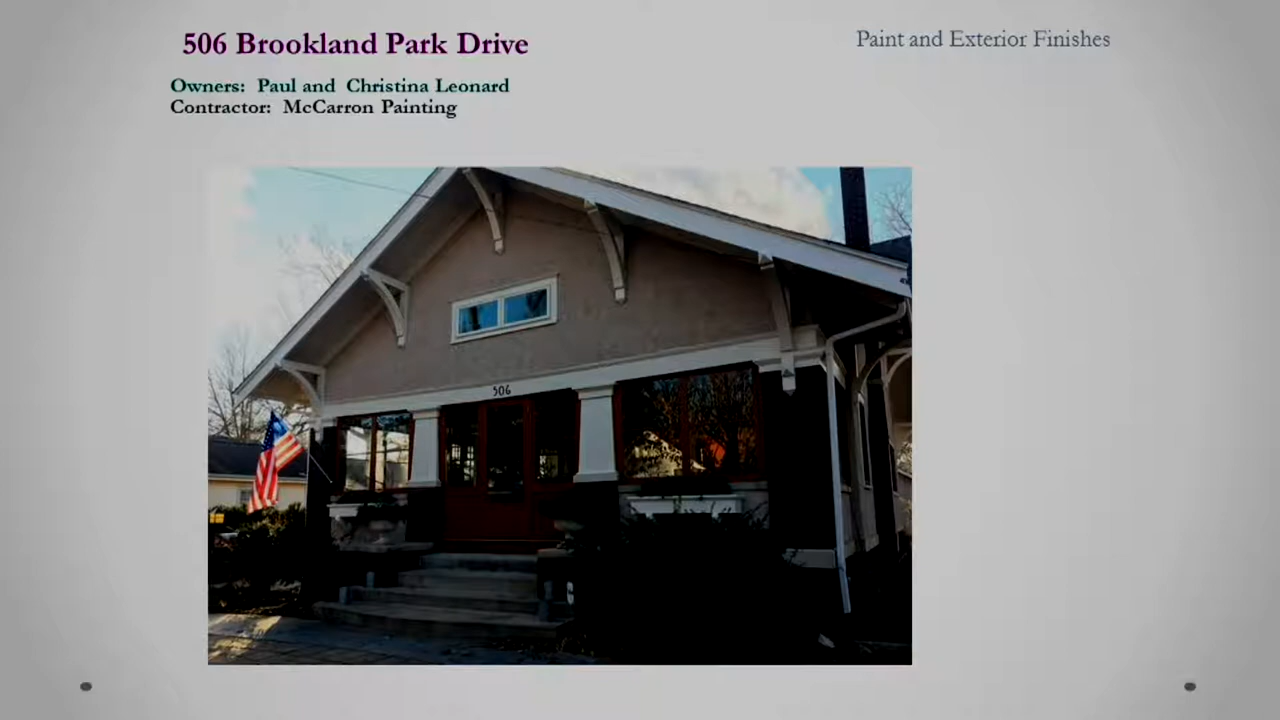 506 Brookland Park Drive
Paint and Exterior Finishes
Owners: Paul and Christina Leonard
Contractor: McCarron Painting
506